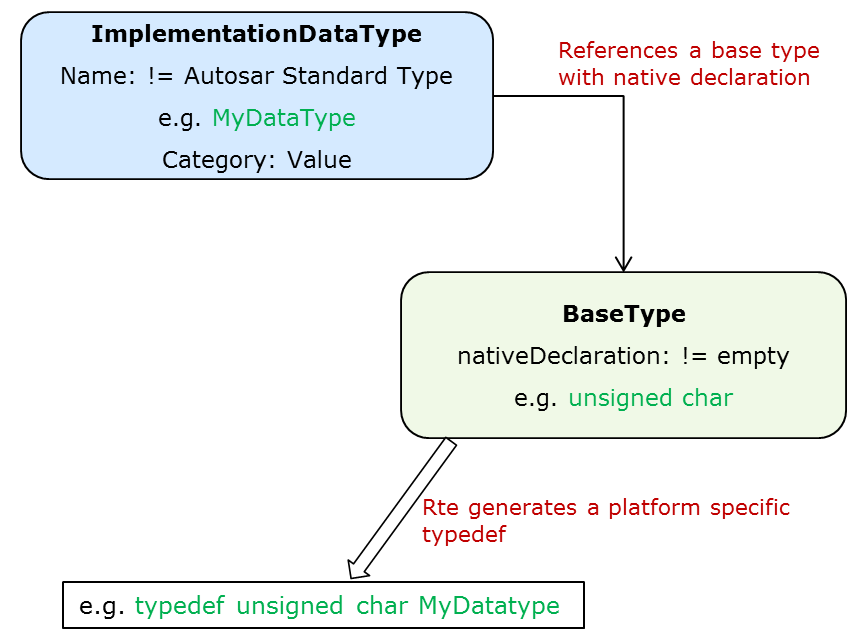 ImplementationDataType
Name: != Autosar Standard Type
e.g. MyDataType
Category: Value
References a base type
with native declaration
BaseType
nativeDeclaration: != empty
e.g. unsigned char
Rte generates a platform specific
typedef
e.g. typedef unsigned char MyDatatype